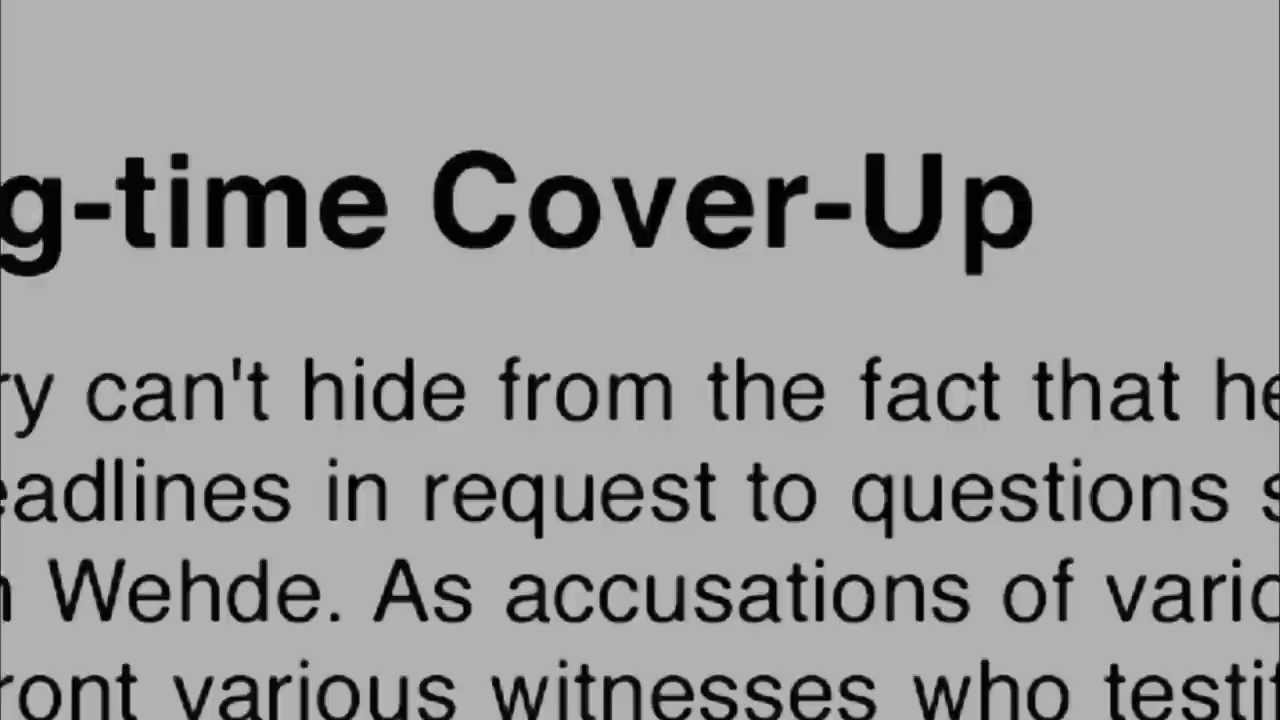 g-time Cover-Up
ry can't hide from the fact that he
eadlines in request to questions s
n Wehde. As accusations of vario
ront various witnesses who testif